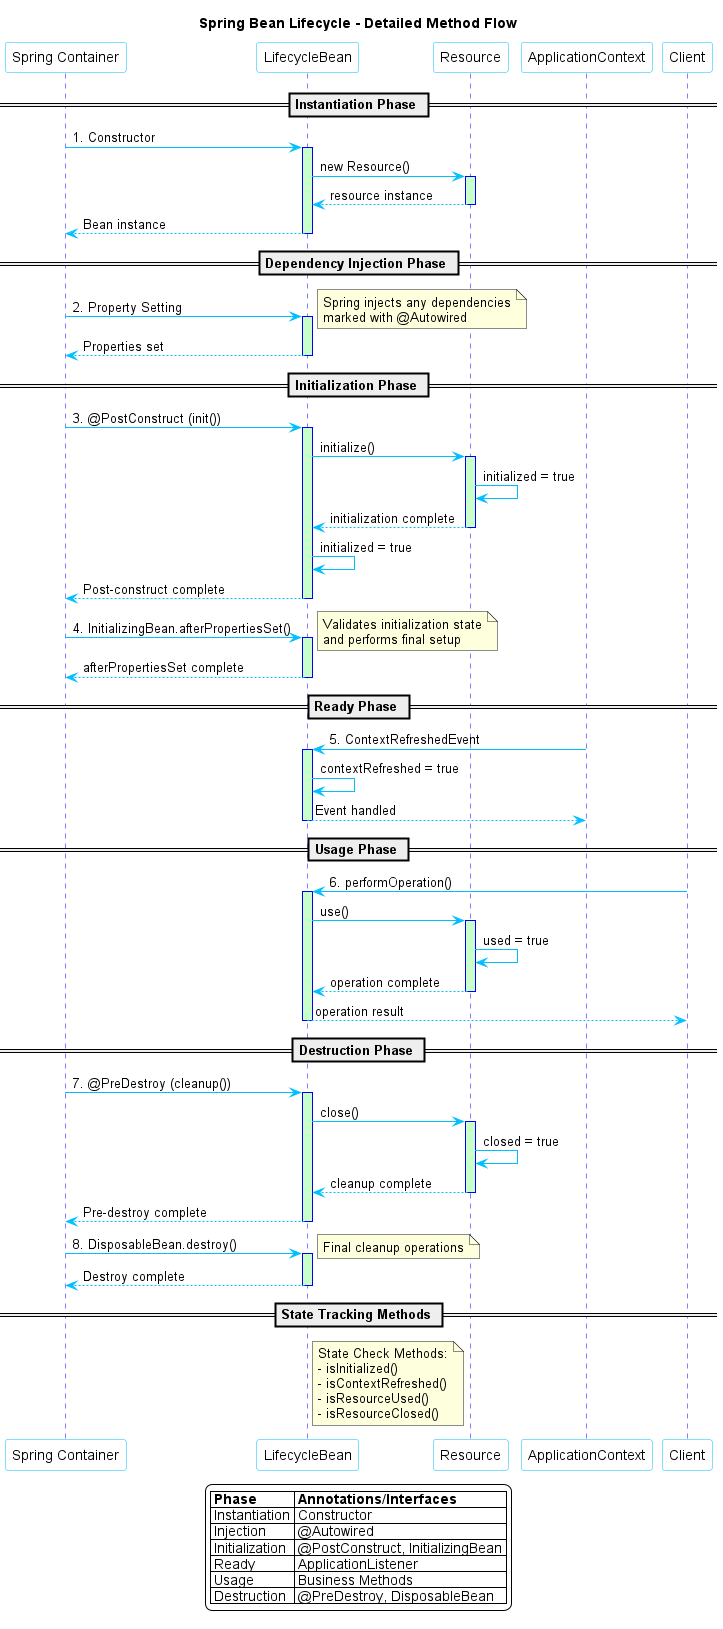 Spring Bean Lifecycle - Detailed Method Flow
Spring Container
LifecycleBean
Resource
ApplicationContext
Client
Instantiation Phase
1. Constructor
new Resource()
resource instance
Bean instance
Dependency Injection Phase
2. Property Setting
Spring injects any dependencies
marked with @Autowired
Properties set
Initialization Phase
3. @PostConstruct (init())
initialize()
initialized = true
initialization complete
initialized = true
Post-construct complete
4. InitializingBean.afterPropertiesSet()
Validates initialization state
and performs final setup
afterPropertiesSet complete
Ready Phase
5. ContextRefreshedEvent
contextRefreshed = true
Event handled
Usage Phase
6. performOperation()
use()
used = true
operation complete
operation result
Destruction Phase
7. @PreDestroy (cleanup())
close()
closed = true
cleanup complete
Pre-destroy complete
8. DisposableBean.destroy()
Final cleanup operations
Destroy complete
State Tracking Methods
State Check Methods:
- isInitialized()
- isContextRefreshed()
- isResourceUsed()
- isResourceClosed()
Spring Container
LifecycleBean
Resource
ApplicationContext
Client
Phase Annotations/Interfaces
Instantiation Constructor
Injection @Autowired
Initialization @PostConstruct, InitializingBean
Ready ApplicationListener
Usage Business Methods
Destruction @PreDestroy, DisposableBean